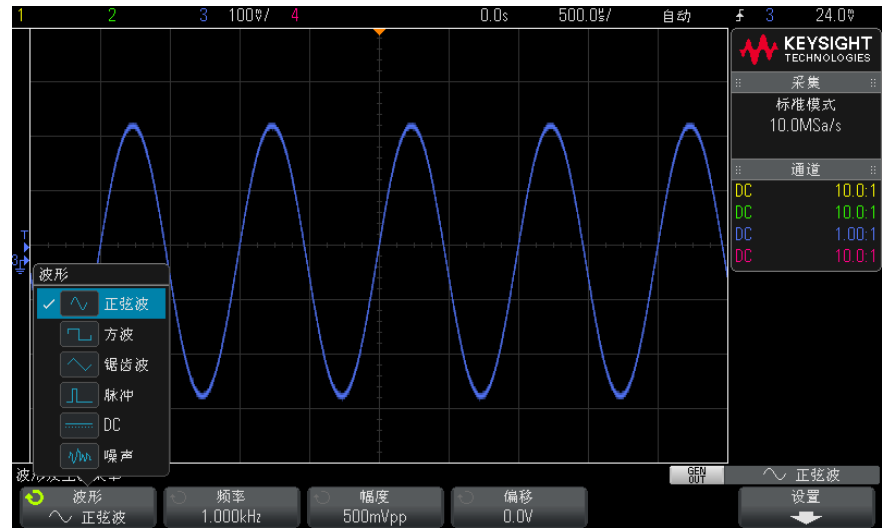 1 2 3 100V/ 4 0.0s 500.0us/ 自动 3 24.0V
KEYSIGHT
TECHNOLOGIES
采集
标准模式
10.0MSa/s
通道
DC 10.0:1
DC 10.0:1
DC 1.00:1
DC 10.0:1
T
3
波形
正弦波
方波
锯齿波
脉冲
DC
噪声
GEN OUT 正弦波
波形 正弦波
频率 1.000kHz
幅度 500mVpp
偏移 0.0V
设置